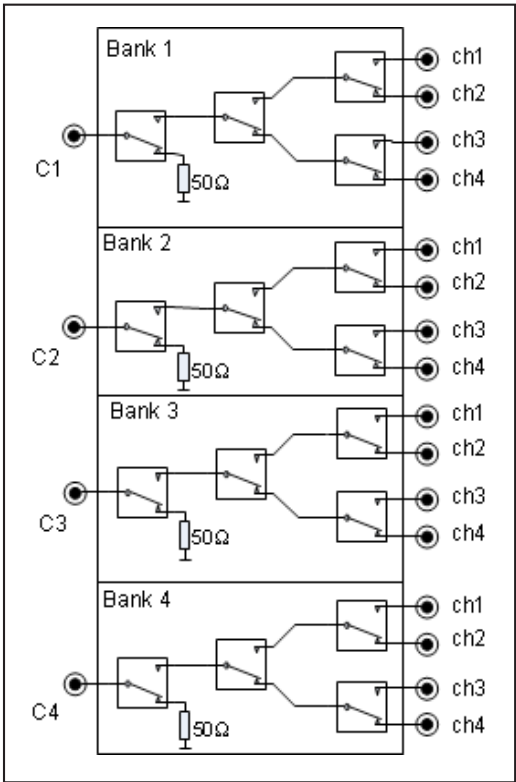 Bank 1
ch1
ch2
C1
ch3
50Ω
ch4
Bank 2
ch1
ch2
C2
ch3
50Ω
ch4
Bank 3
ch1
ch2
C3
ch3
50Ω
ch4
Bank 4
ch1
ch2
C4
ch3
50Ω
ch4